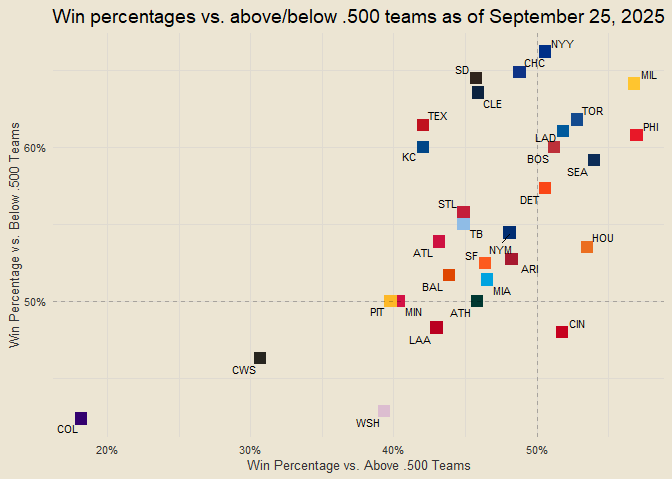 Win percentages vs. above/below .500 teams as of September 25, 2025
NYY
CHC
SD
MIL
CLE
TEX
TOR
PHI
LAD
60%
KC
BOS
SEA
DET
STL
TB
HOU
ATL
NYM
SF
ARI
BAL
MIA
50%
PIT
MIN
ATH
CIN
LAA
CWS
WSH
COL
Win Percentage vs. Below .500 Teams
20%
30%
40%
50%
Win Percentage vs. Above .500 Teams